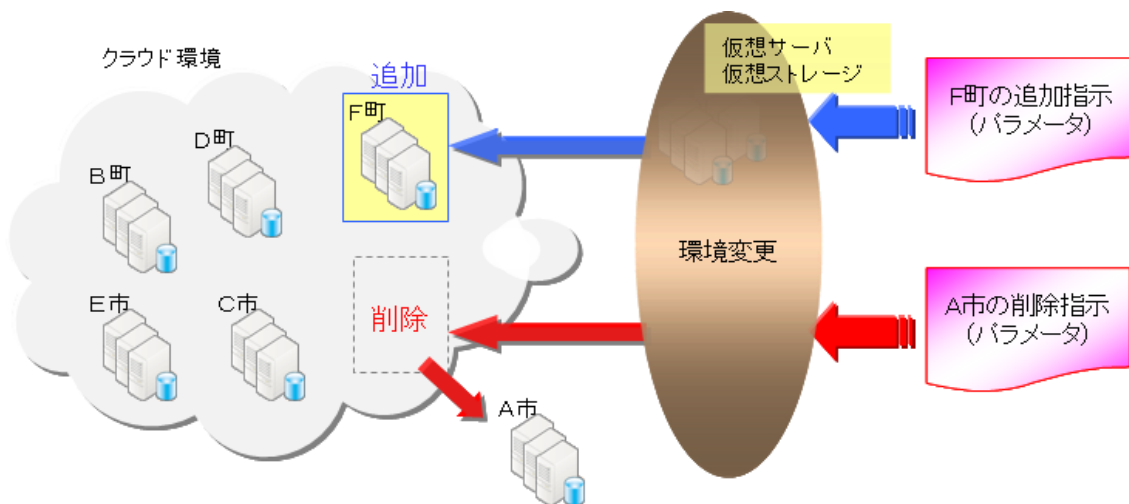 クラウド環境
追加
F町
D町
B町
E市
C市
削除
A市
仮想サーバ
仮想ストレージ
環境変更
F町の追加指示
(パラメータ)
A市の削除指示
(パラメータ)